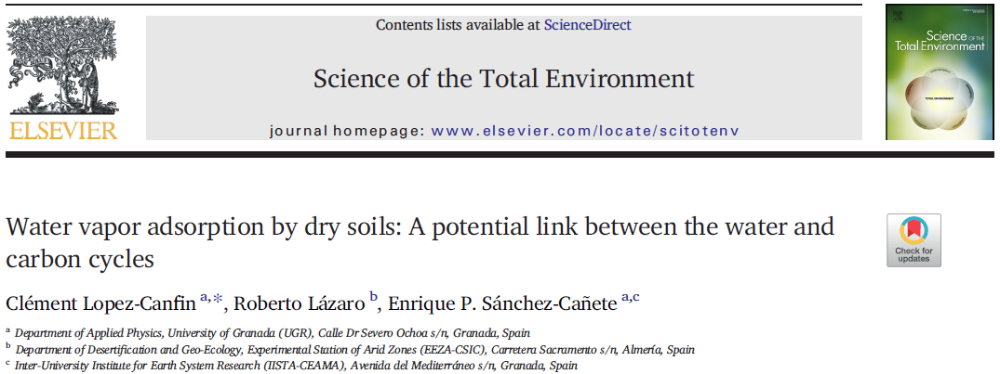 Contents lists available at ScienceDirect
Science of the Total Environment
journal homepage: www.elsevier.com/locate/scitotenv
ELSEVIER
Science OF THE
Total Environment
TOTAL ENVIRONMENT
Water vapor adsorption by dry soils: A potential link between the water and
carbon cycles
Check for
updates
Clément Lopez-Canfin a,*, Roberto Lázaro b, Enrique P. Sánchez-Cañete a,c
a Department of Applied Physics, University of Granada (UGR), Calle Dr Severo Ochoa s/n, Granada, Spain
b Department of Desertification and Geo-Ecology, Experimental Station of Arid Zones (EEZA-CSIC), Carretera Sacramento s/n, Almería, Spain
c Inter-University Institute for Earth System Research (IISTA-CEAMA), Avenida del Mediterráneo s/n, Granada, Spain